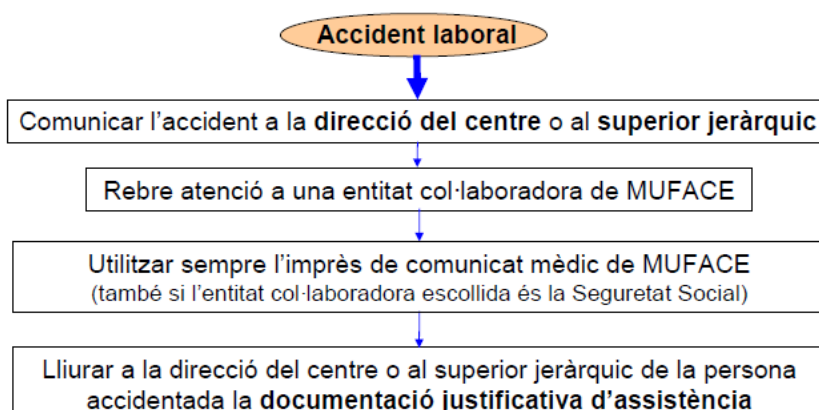 Accident laboral
Comunicar l’accident a la direcció del centre o al superior jeràrquic
Rebre atenció a una entitat col·laboradora de MUFACE
Utilitzar sempre l’imprès de comunicat mèdic de MUFACE
(també si l’entitat col·laboradora escollida és la Seguretat Social)
Lliurar a la direcció del centre o al superior jeràrquic de la persona
accidentada la documentació justificativa d’assistència